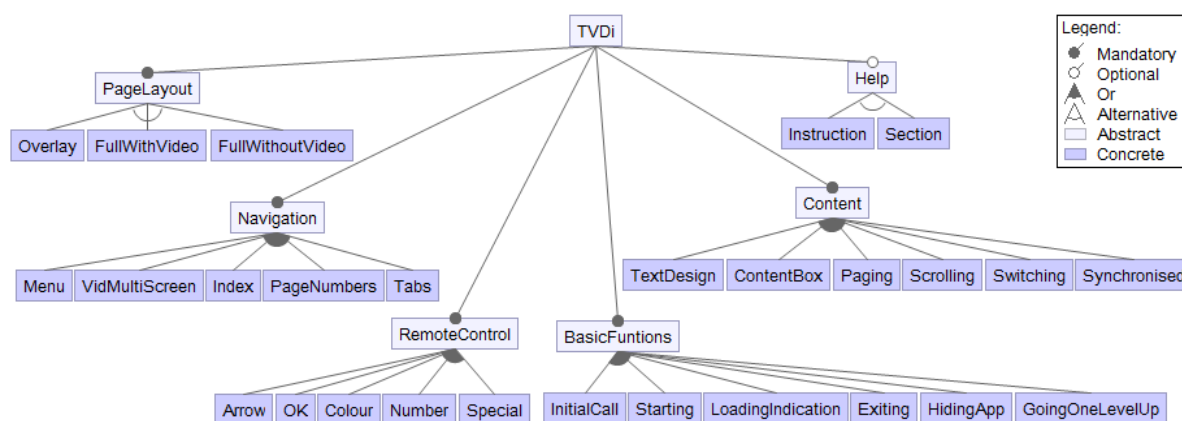 TVDi
Legend:
Mandatory
Optional
Or
Alternative
Abstract
Concrete
PageLayout
Help
Overlay FullWithVideo FullWithoutVideo
Instruction Section
Navigation
Content
Menu VidMultiScreen Index PageNumbers Tabs
TextDesign ContentBox Paging Scrolling Switching Synchronised
RemoteControl
BasicFuntions
Arrow OK Colour Number Special
InitialCall Starting LoadingIndication Exiting HidingApp GoingOneLevelUp